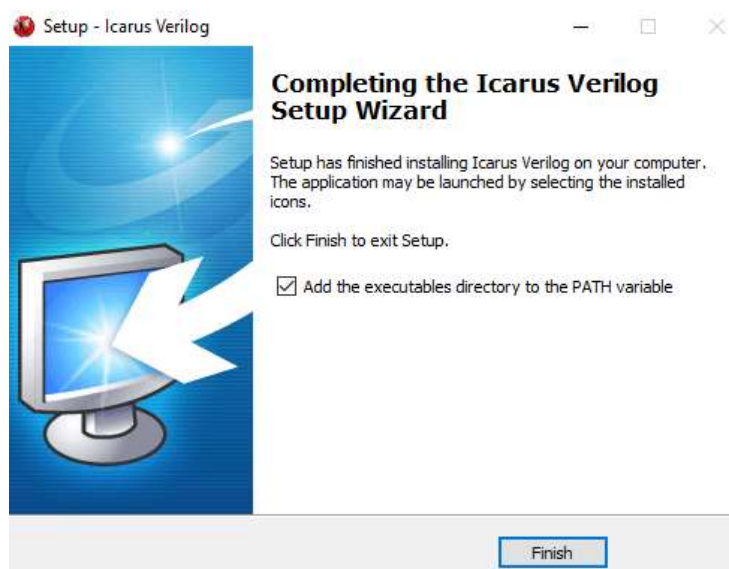 Setup - Icarus Verilog
Completing the Icarus Verilog
Setup Wizard
Setup has finished installing Icarus Verilog on your computer.
The application may be launched by selecting the installed
icons.
Click Finish to exit Setup.
Add the executables directory to the PATH variable
Finish